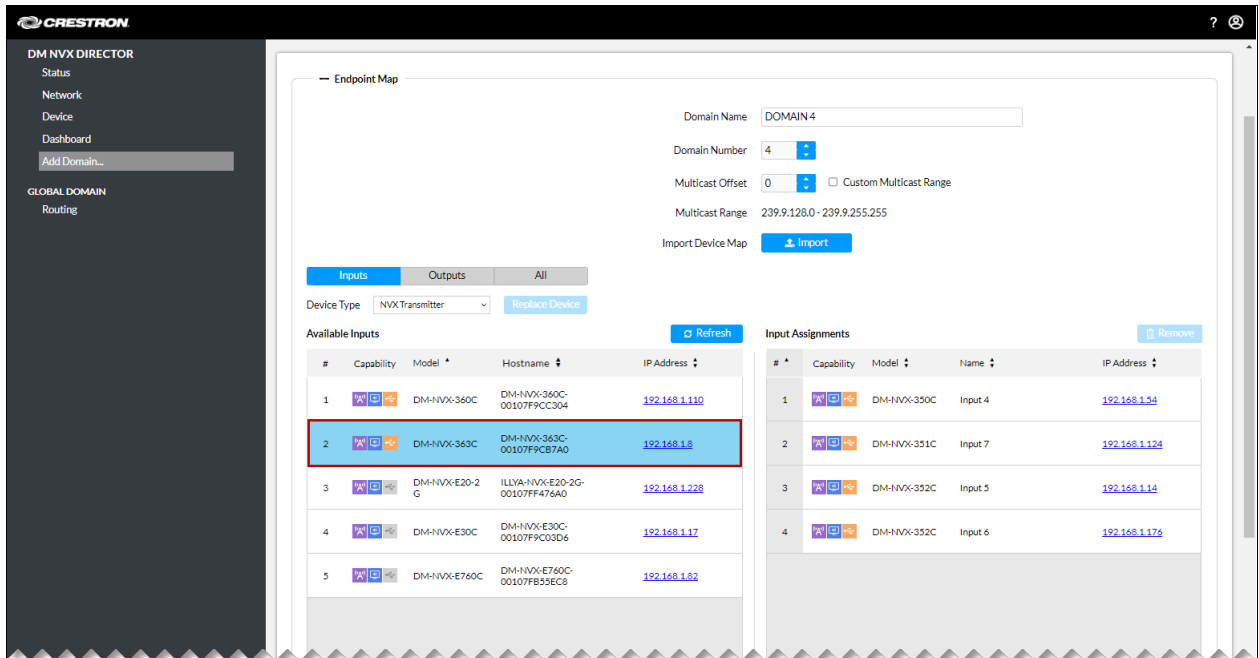 CRESTRON
?
DM NVX DIRECTOR
Status
Network
Device
Dashboard
Add Domain...
GLOBAL DOMAIN
Routing
Endpoint Map
Domain Name DOMAIN 4
Domain Number 4
Multicast Offset 0 Custom Multicast Range
Multicast Range 239.9.128.0 - 239.9.255.255
Import Device Map Import
Inputs Outputs All
Device Type NVX Transmitter Replace Device
Available Inputs Refresh
# Capability Model Hostname IP Address
1 DM-NVX-360C DM-NVX-360C-
00107F9CC304 192.168.1.110
2 DM-NVX-363C DM-NVX-363C-
00107F9CB7A0 192.168.1.8
3 DM-NVX-E20-2 ILLYA-NVX-E20-2G-
G 00107FF476A0 192.168.1.228
4 DM-NVX-E30C DM-NVX-E30C-
00107F9C03D6 192.168.1.17
5 DM-NVX-E760C DM-NVX-E760C-
00107FB55EC8 192.168.1.82
Input Assignments Remove
# Capability Model Name IP Address
1 DM-NVX-350C Input 4 192.168.1.54
2 DM-NVX-351C Input 7 192.168.1.124
3 DM-NVX-352C Input 5 192.168.1.14
4 DM-NVX-352C Input 6 192.168.1.176